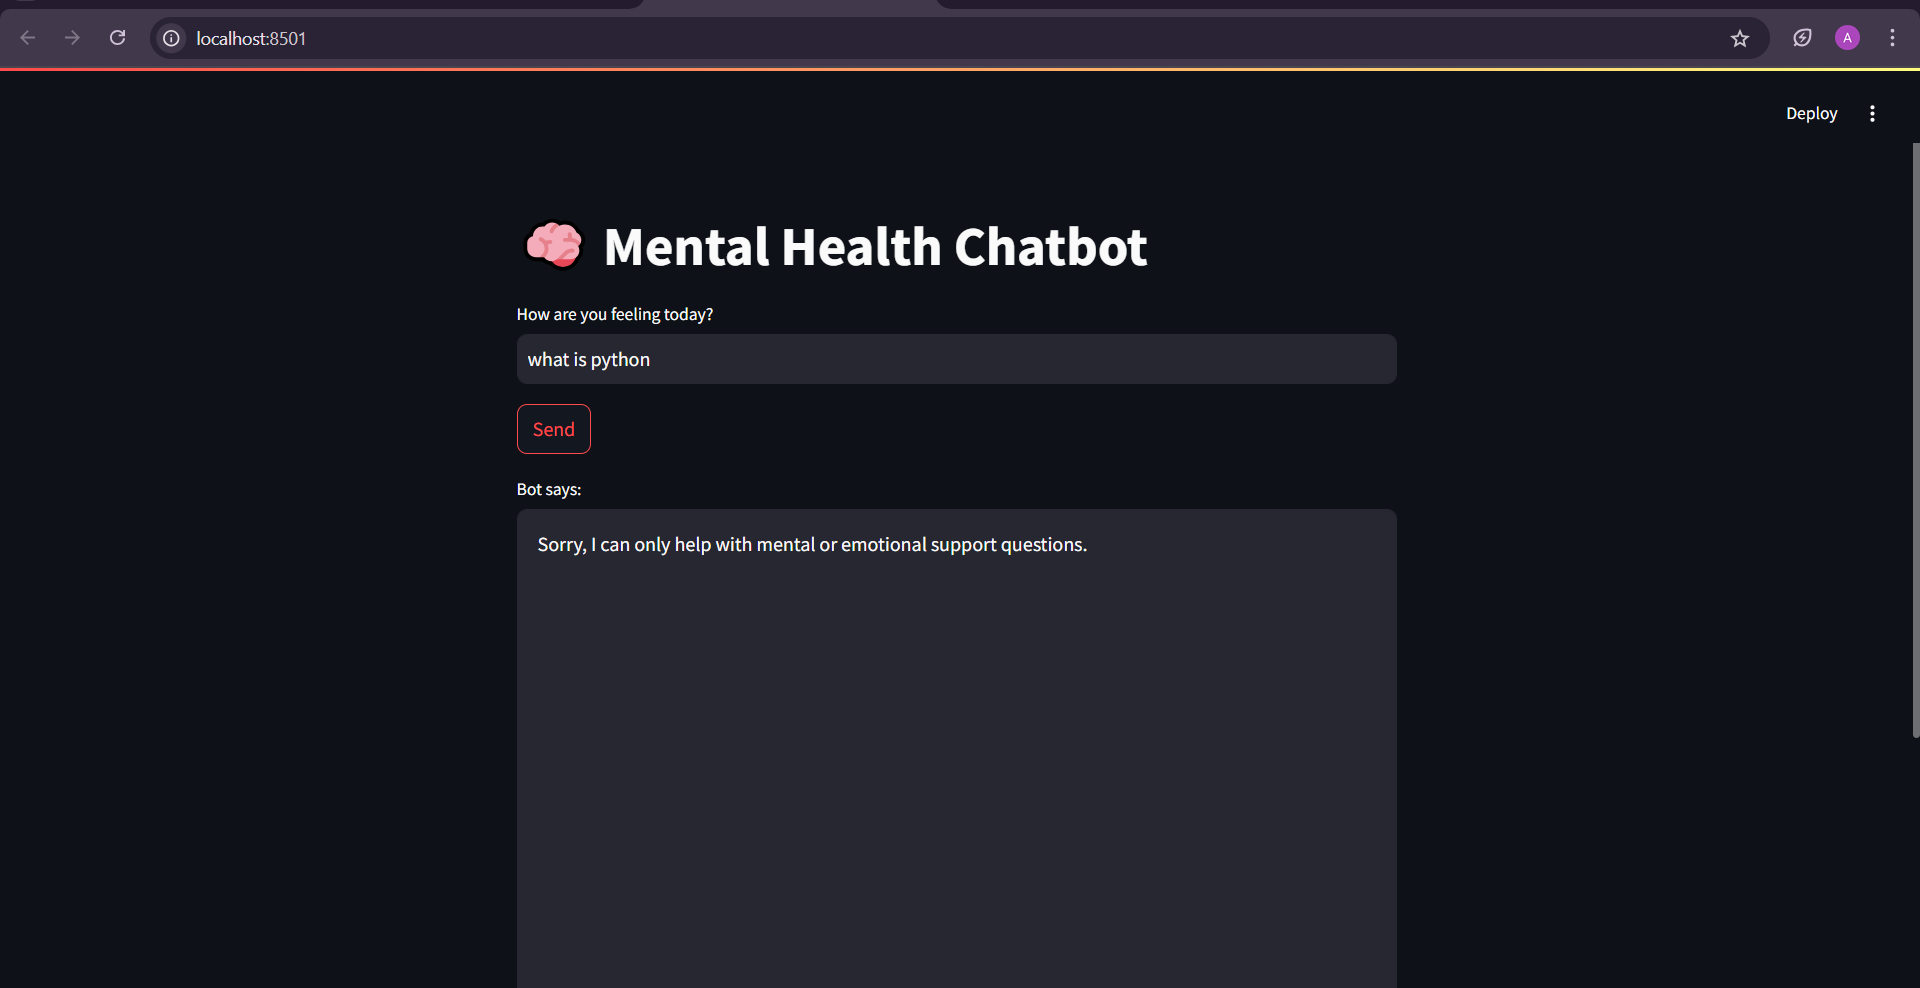 localhost:8501
A
Deploy
Mental Health Chatbot
How are you feeling today?
what is python
Send
Bot says:
Sorry, I can only help with mental or emotional support questions.